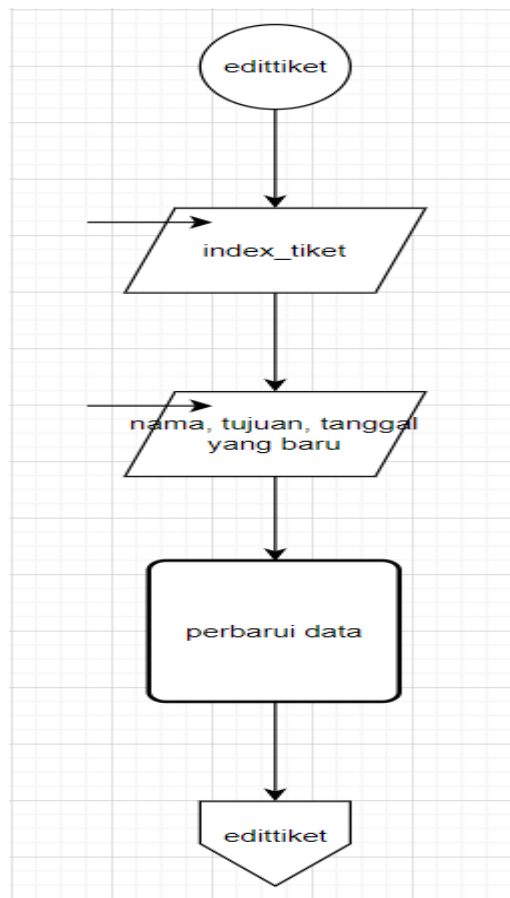 edittiket
index_tiket
nama, tujuan, tanggal
yang baru
perbarui data
edittiket